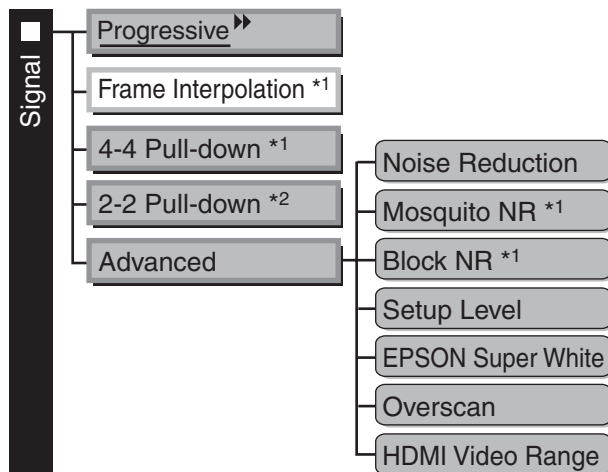 Signal
Progressive
Frame Interpolation *1
4-4 Pull-down *1
2-2 Pull-down *2
Advanced
Noise Reduction
Mosquito NR *1
Block NR *1
Setup Level
EPSON Super White
Overscan
HDMI Video Range